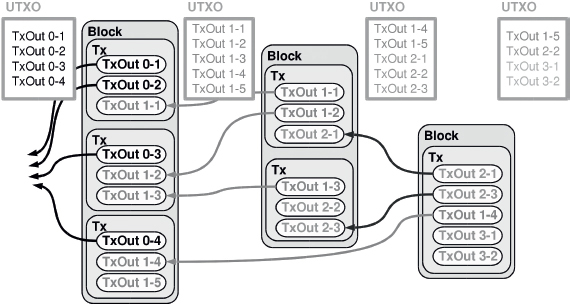 UTXO
TxOut 0-1
TxOut 0-2
TxOut 0-3
TxOut 0-4
Block
Tx
TxOut 0-1
TxOut 0-2
TxOut 1-1
Tx
TxOut 0-3
TxOut 1-2
TxOut 1-3
Tx
TxOut 0-4
TxOut 1-4
TxOut 1-5
UTXO
TxOut 1-1
TxOut 1-2
TxOut 1-3
TxOut 1-4
TxOut 1-5
Block
Tx
TxOut 1-1
TxOut 1-2
TxOut 2-1
Tx
TxOut 1-3
TxOut 2-2
TxOut 2-3
UTXO
TxOut 1-4
TxOut 1-5
TxOut 2-1
TxOut 2-2
TxOut 2-3
Block
Tx
TxOut 2-1
TxOut 2-3
TxOut 1-4
TxOut 3-1
TxOut 3-2
UTXO
TxOut 1-5
TxOut 2-2
TxOut 3-1
TxOut 3-2